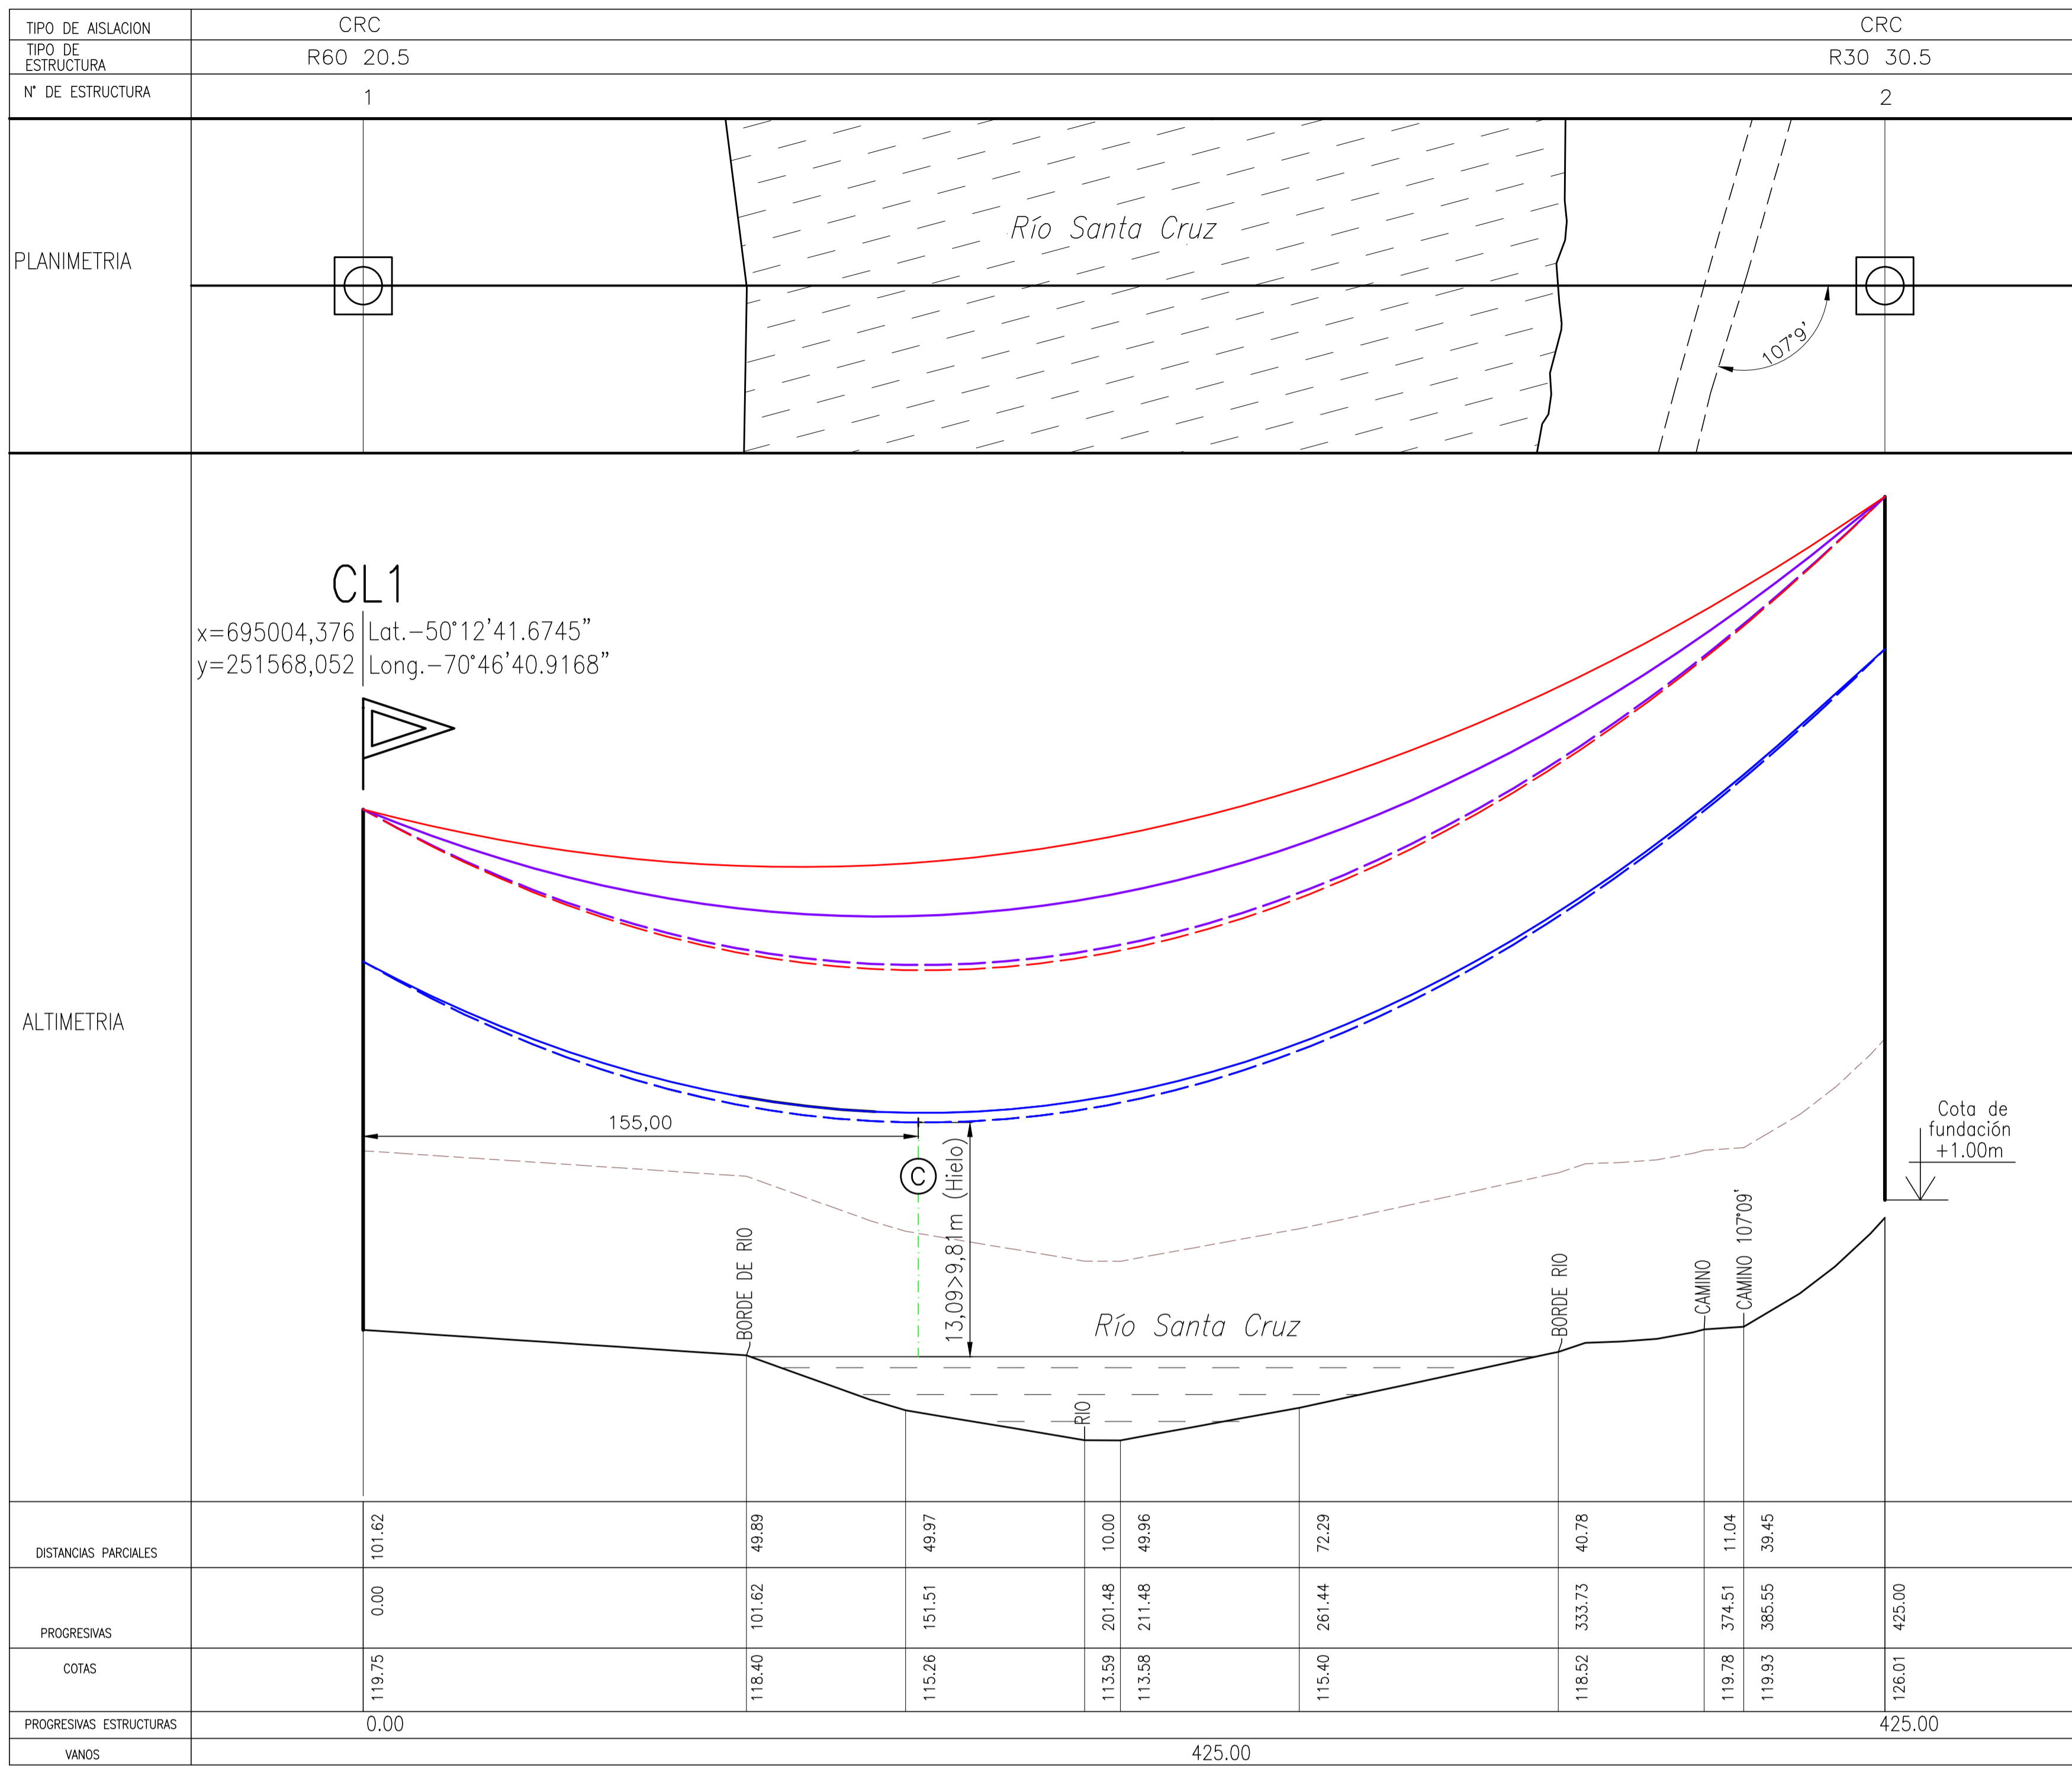 TIPO DE AISLACION CRC CRC
TIPO DE
ESTRUCTURA R60 20.5 R30 30.5
N° DE ESTRUCTURA 1 2
PLANIMETRIA
Río Santa Cruz
107°9'
CL1
x=695004,376 Lat.-50°12'41.6745"
y=251568,052 Long.-70°46'40.9168"
ALTIMETRIA
155,00
C
13,09>9,81m (Hielo)
Cota de
fundación
+1.00m
BORDE DE RIO
RIO
Río Santa Cruz
BORDE RIO
CAMINO
CAMINO 107°09'
DISTANCIAS PARCIALES 101.62 49.89 49.97 10.00 49.96 72.29 40.78 11.04 39.45
PROGRESIVAS 0.00 101.62 151.51 201.48 211.48 261.44 333.73 374.51 385.55 425.00
COTAS 119.75 118.40 115.26 113.59 113.58 115.40 118.52 119.78 119.93 126.01
PROGRESIVAS ESTRUCTURAS 0.00 425.00
VANOS 425.00